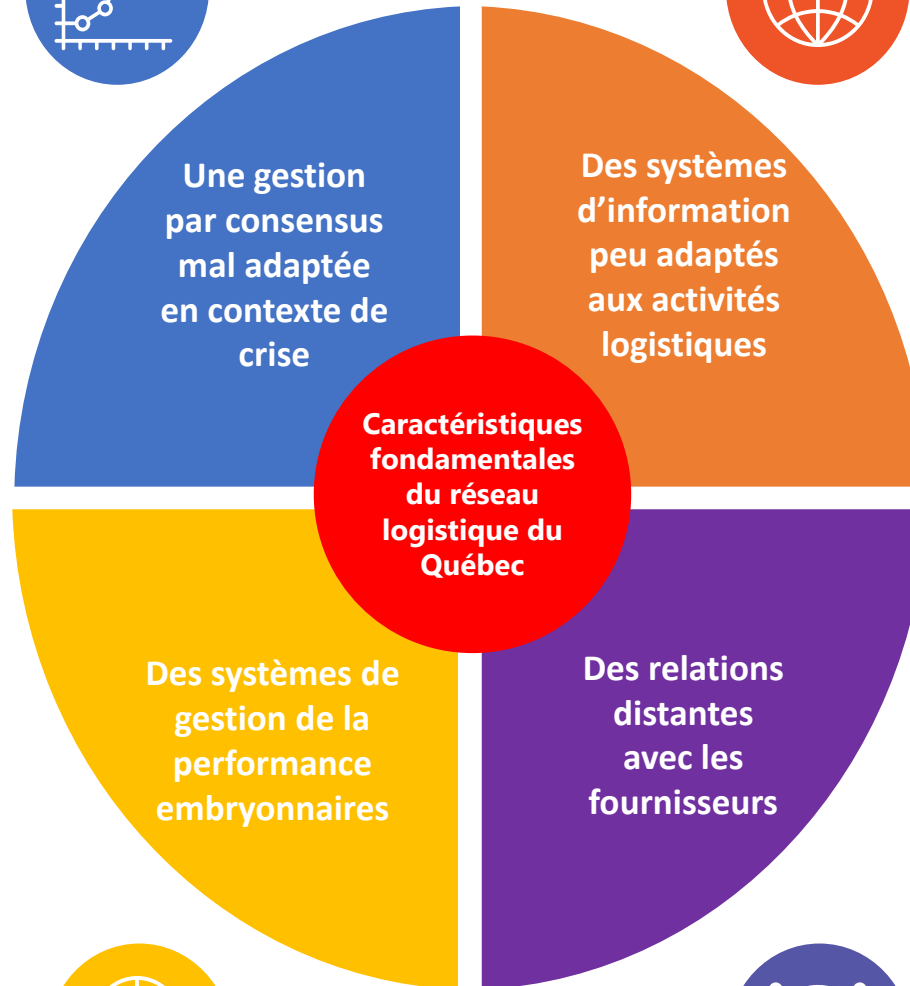 Une gestion
par consensus
mal adaptée
en contexte de
crise
Des systèmes
d’information
peu adaptés
aux activités
logistiques
Caractéristiques
fondamentales
du réseau
logistique du
Québec
Des systèmes de
gestion de la
performance
embryonnaires
Des relations
distantes
avec les
fournisseurs